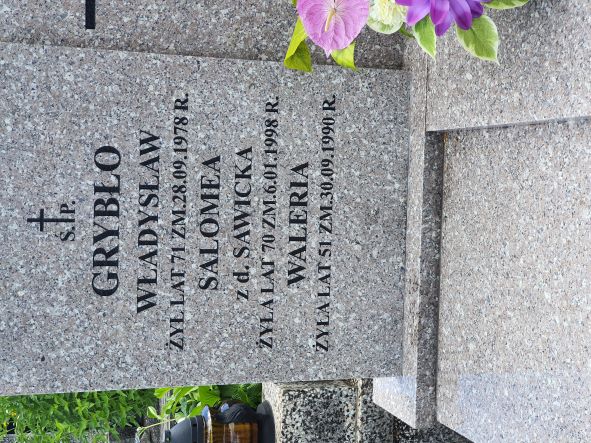 Ś.P.
GRYBŁO
WŁADYSŁAW
ŻYŁ LAT 71 ZM.28.09.1978 R.
SALOMEA
z d. SAWICKA
ŻYŁA LAT 70 ZM.6.01.1998 R.
WALERIA
ŻYŁA LAT 51 ZM.30.09.1990 R.